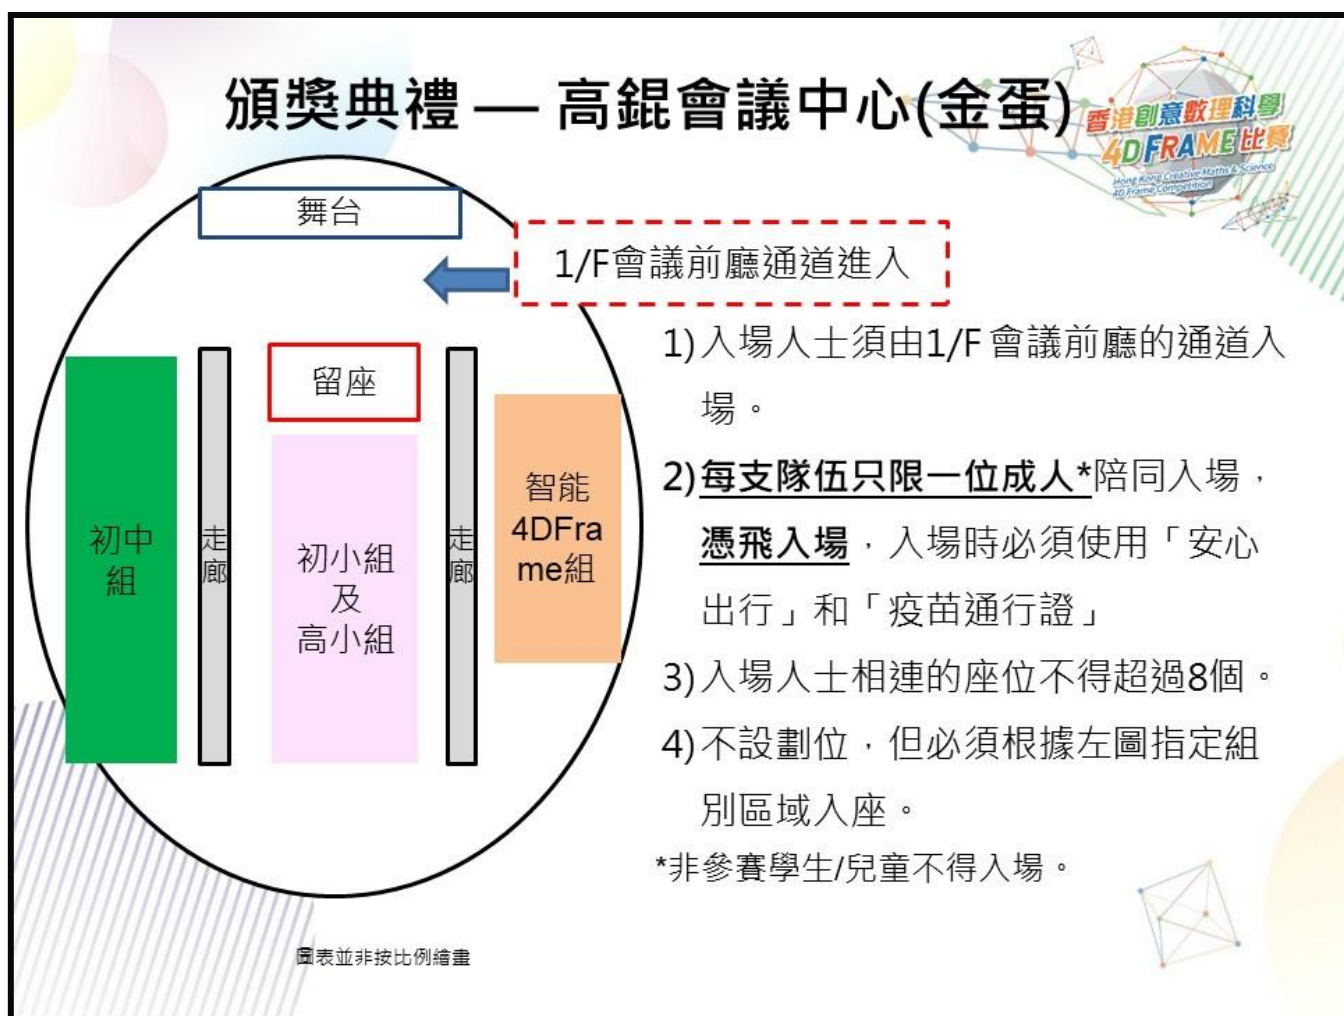 頒獎典禮 — 高錕會議中心(金蛋)
香港創意數理科學
4D FRAME 比賽
Hong Kong Creative Maths & Science
4D Frame Competition
舞台
1/F會議前廳通道進入
留座
初中
組
走
廊
初小組
及
高小組
走
廊
智能
4DFra
me組
1)入場人士須由1/F 會議前廳的通道入
場。
2)每支隊伍只限一位成人*陪同入場，
憑飛入場，入場時必須使用「安心
出行」和「疫苗通行證」
3)入場人士相連的座位不得超過8個。
4)不設劃位，但必須根據左圖指定組
別區域入座。
*非參賽學生/兒童不得入場。
圖表並非按比例繪畫